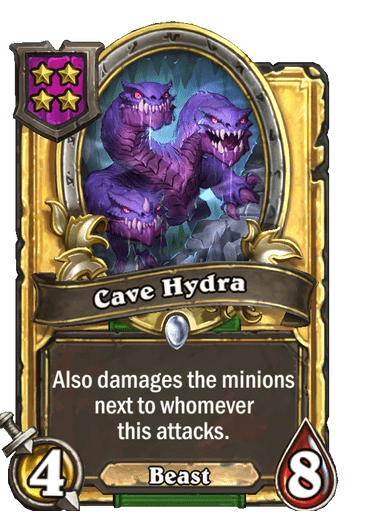 Cave Hydra
Also damages the minions
next to whomever
this attacks.
4
Beast
8